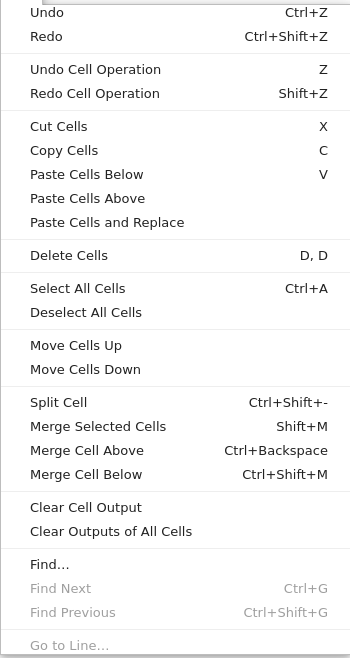 Undo Ctrl+Z
Redo Ctrl+Shift+Z
Undo Cell Operation Z
Redo Cell Operation Shift+Z
Cut Cells X
Copy Cells C
Paste Cells Below V
Paste Cells Above
Paste Cells and Replace
Delete Cells D, D
Select All Cells Ctrl+A
Deselect All Cells
Move Cells Up
Move Cells Down
Split Cell Ctrl+Shift+-
Merge Selected Cells Shift+M
Merge Cell Above Ctrl+Backspace
Merge Cell Below Ctrl+Shift+M
Clear Cell Output
Clear Outputs of All Cells
Find…
Find Next Ctrl+G
Find Previous Ctrl+Shift+G
Go to Line…